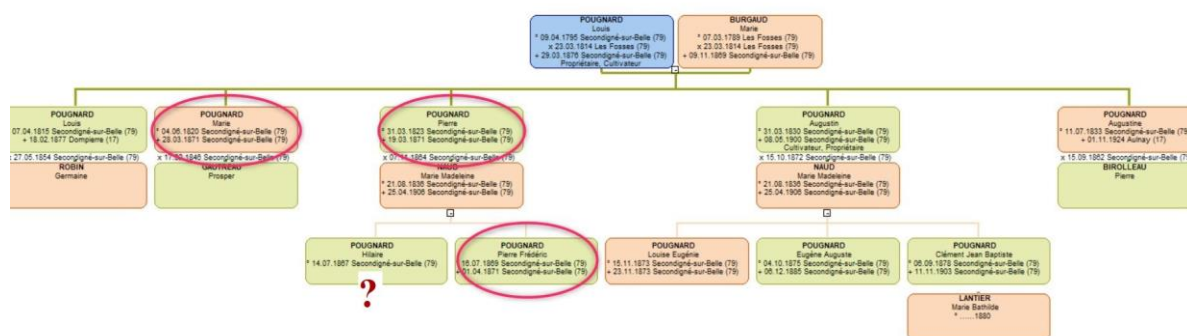 POUGNARD
Louis
* 09.04.1795 Secondigné-sur-Belle (79)
x 23.03.1814 Les Fosses (79)
+ 29.03.1876 Secondigné-sur-Belle (79)
Propriétaire, Cultivateur
BURGAUD
Marie
* 07.03.1789 Les Fosses (79)
x 23.03.1814 Les Fosses (79)
+ 09.11.1869 Secondigné-sur-Belle (79)
POUGNARD
Louis
07.04.1815 Secondigné-sur-Belle (79)
+ 18.02.1877 Dompierre (17)
x 27.05.1854 Secondigné-sur-Belle (79)
ROBIN
Germaine
POUGNARD
Marie
* 04.06.1820 Secondigné-sur-Belle (79)
+ 28.03.1871 Secondigné-sur-Belle (79)
Secondigné-sur-Belle (79)
GAUTREAU
Prosper
POUGNARD
Pierre
* 31.03.1823 Secondigné-sur-Belle (79)
+ 19.03.1871 Secondigné-sur-Belle (79)
x 07.11.1864 Secondigné-sur-Belle (79)
NAUD
Marie Madeleine
* 21.08.1836 Secondigné-sur-Belle (79)
+ 25.04.1906 Secondigné-sur-Belle (79)
POUGNARD
Augustin
* 31.03.1830 Secondigné-sur-Belle (79)
+ 08.05.1900 Secondigné-sur-Belle (79)
Cultivateur, Propriétaire
x 15.10.1872 Secondigné-sur-Belle (79)
NAUD
Marie Madeleine
* 21.08.1836 Secondigné-sur-Belle (79)
+ 25.04.1906 Secondigné-sur-Belle (79)
POUGNARD
Augustine
* 11.07.1833 Secondigné-sur-Belle (79)
+ 01.11.1924 Aulnay (17)
x 15.09.1862 Secondigné-sur-Belle (79)
BIROLLEAU
Pierre
POUGNARD
Hilaire
* 14.07.1867 Secondigné-sur-Belle (79)
?
POUGNARD
Pierre Frédéric
16.07.1869 Secondigné-sur-Belle (79)
+ 01.04.1871 Secondigné-sur-Belle (79)
POUGNARD
Louise Eugénie
* 15.11.1873 Secondigné-sur-Belle (79)
+ 23.11.1873 Secondigné-sur-Belle (79)
POUGNARD
Eugène Auguste
* 04.10.1875 Secondigné-sur-Belle (79)
+ 06.12.1885 Secondigné-sur-Belle (79)
POUGNARD
Clément Jean Baptiste
* 06.09.1878 Secondigné-sur-Belle (79)
+ 11.11.1903 Secondigné-sur-Belle (79)
LANTIER
Marie Bathilde
* ......1880